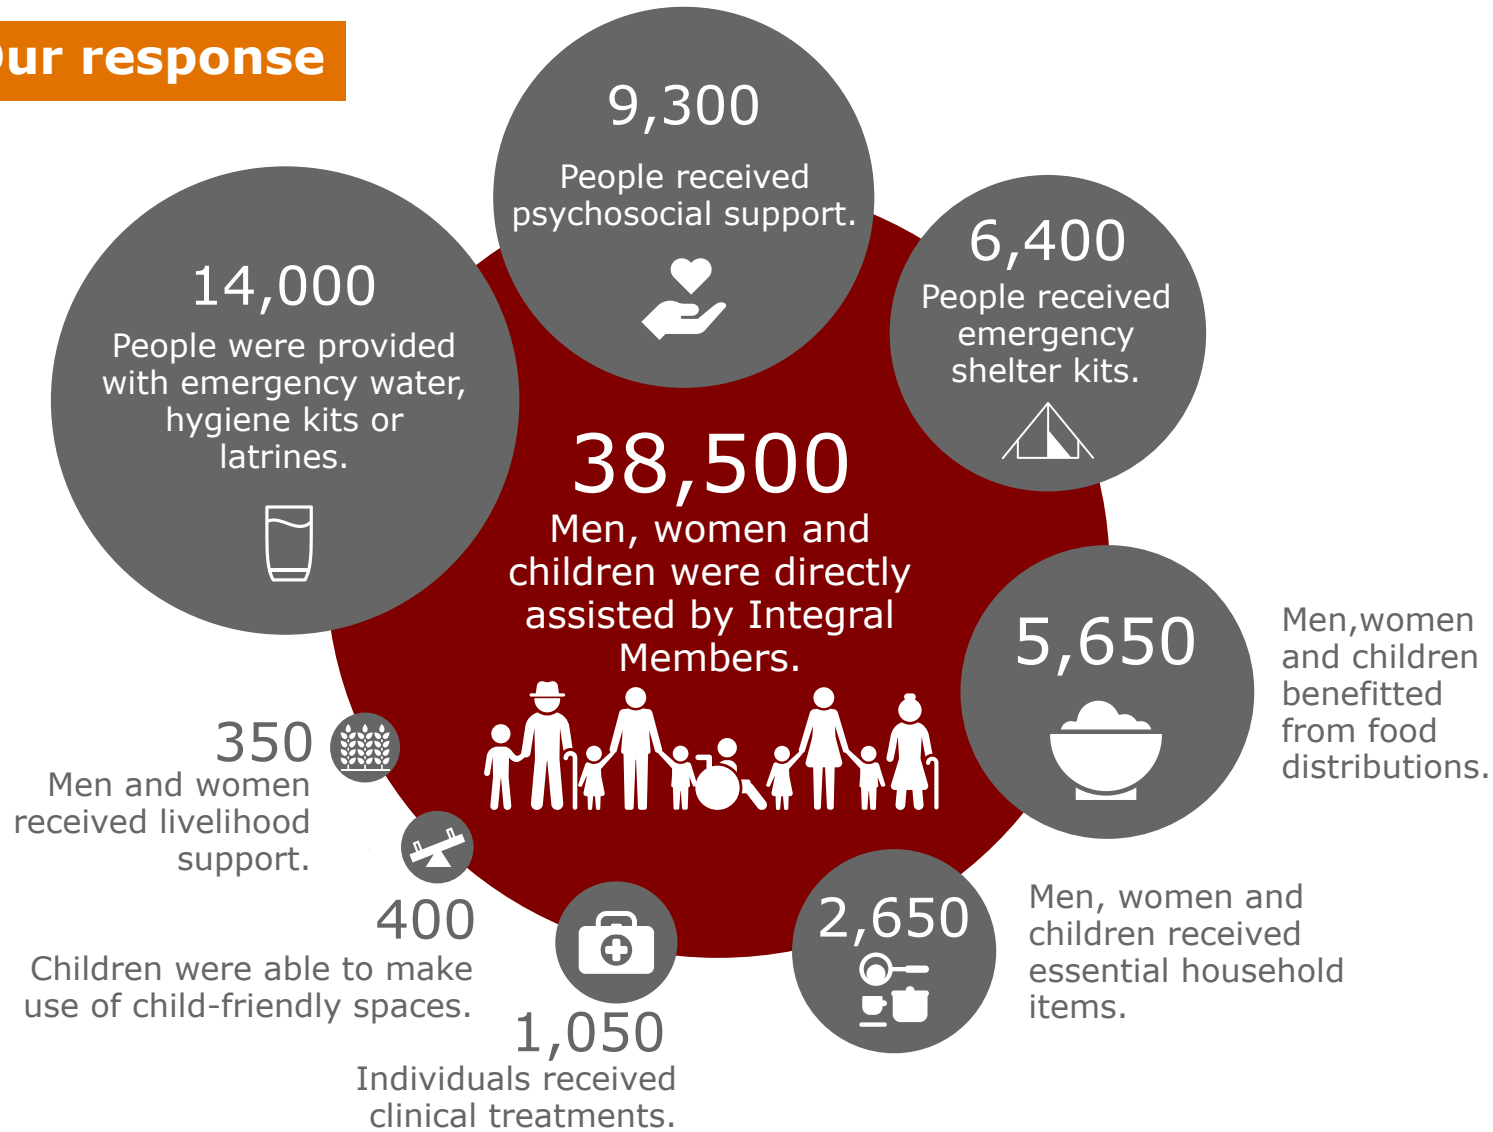 Our response
9,300
People received
psychosocial support.
6,400
People received
emergency
shelter kits.
14,000
People were provided
with emergency water,
hygiene kits or
latrines.
38,500
Men, women and
children were directly
assisted by Integral
Members.
5,650
Men,women
and children
benefitted
from food
distributions.
350
Men and women
received livelihood
support.
400
Children were able to make
use of child-friendly spaces.
1,050
Individuals received
clinical treatments.
2,650
Men, women and
children received
essential household
items.